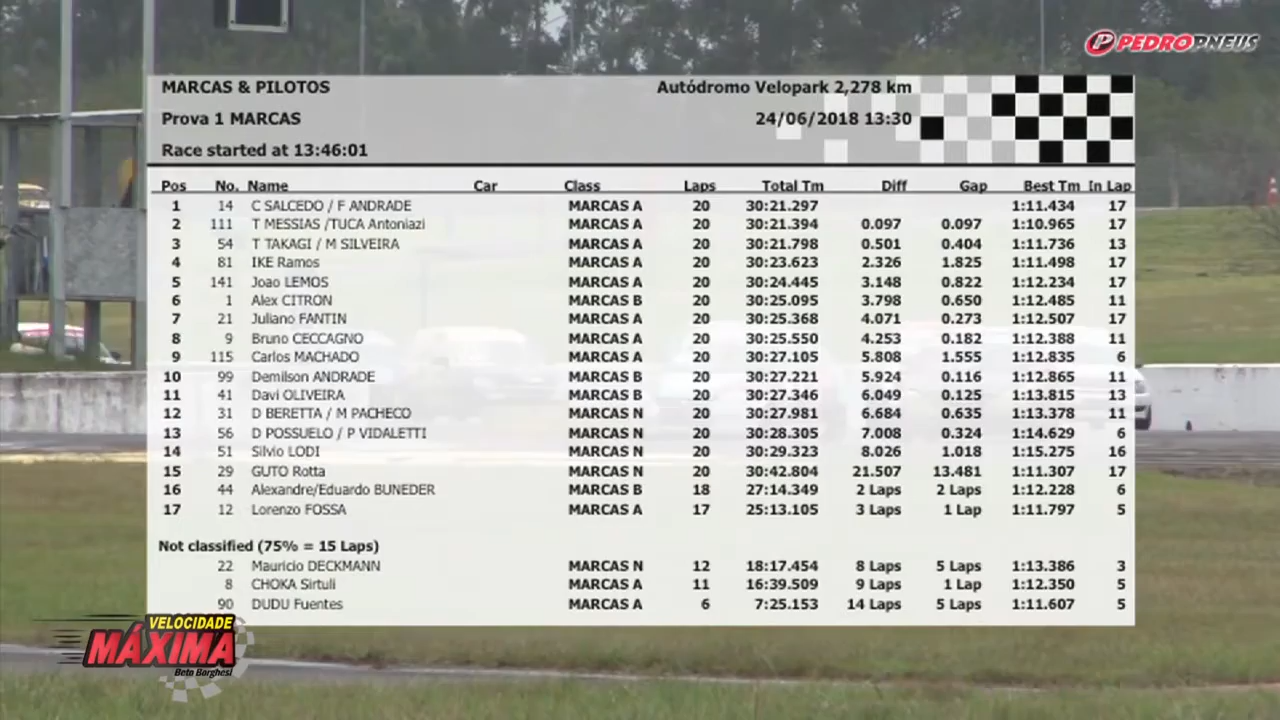 PEDROPNEUS
MARCAS & PILOTOS Autódromo Velopark 2,278 km
Prova 1 MARCAS 24/06/2018 13:30
Race started at 13:46:01
Pos No. Name Car Class Laps Total Tm Diff Gap Best Tm In Lap
1 14 C SALCEDO / F ANDRADE MARCAS A 20 30:21.297 1:11.434 17
2 111 T MESSIAS /TUCA Antoniazi MARCAS A 20 30:21.394 0.097 0.097 1:10.965 17
3 54 T TAKAGI / M SILVEIRA MARCAS A 20 30:21.798 0.501 0.404 1:11.736 13
4 81 IKE Ramos MARCAS A 20 30:23.623 2.326 1.825 1:11.498 17
5 141 Joao LEMOS MARCAS A 20 30:24.445 3.148 0.822 1:12.234 17
6 1 Alex CITRON MARCAS B 20 30:25.095 3.798 0.650 1:12.485 11
7 21 Juliano FANTIN MARCAS A 20 30:25.368 4.071 0.273 1:12.507 17
8 9 Bruno CECCAGNO MARCAS A 20 30:25.550 4.253 0.182 1:12.388 11
9 115 Carlos MACHADO MARCAS A 20 30:27.105 5.808 1.555 1:12.835 6
10 99 Demilson ANDRADE MARCAS B 20 30:27.221 5.924 0.116 1:12.865 11
11 41 Davi OLIVEIRA MARCAS B 20 30:27.346 6.049 0.125 1:13.815 13
12 31 D BERETTA / M PACHECO MARCAS N 20 30:27.981 6.684 0.635 1:13.378 11
13 56 D POSSUELO / P VIDALETTI MARCAS N 20 30:28.305 7.008 0.324 1:14.629 6
14 51 Silvio LODI MARCAS N 20 30:29.323 8.026 1.018 1:15.275 16
15 29 GUTO Rotta MARCAS N 20 30:42.804 21.507 13.481 1:11.307 17
16 44 Alexandre/Eduardo BUNEDER MARCAS B 18 27:14.349 2 Laps 2 Laps 1:12.228 6
17 12 Lorenzo FOSSA MARCAS A 17 25:13.105 3 Laps 1 Lap 1:11.797 5
Not classified (75% = 15 Laps)
22 Mauricio DECKMANN MARCAS N 12 18:17.454 8 Laps 5 Laps 1:13.386 3
8 CHOKA Sirtuli MARCAS A 11 16:39.509 9 Laps 1 Lap 1:12.350 5
90 DUDU Fuentes MARCAS A 6 7:25.153 14 Laps 5 Laps 1:11.607 5
VELOCIDADE
MÁXIMA
Beto Borghesi